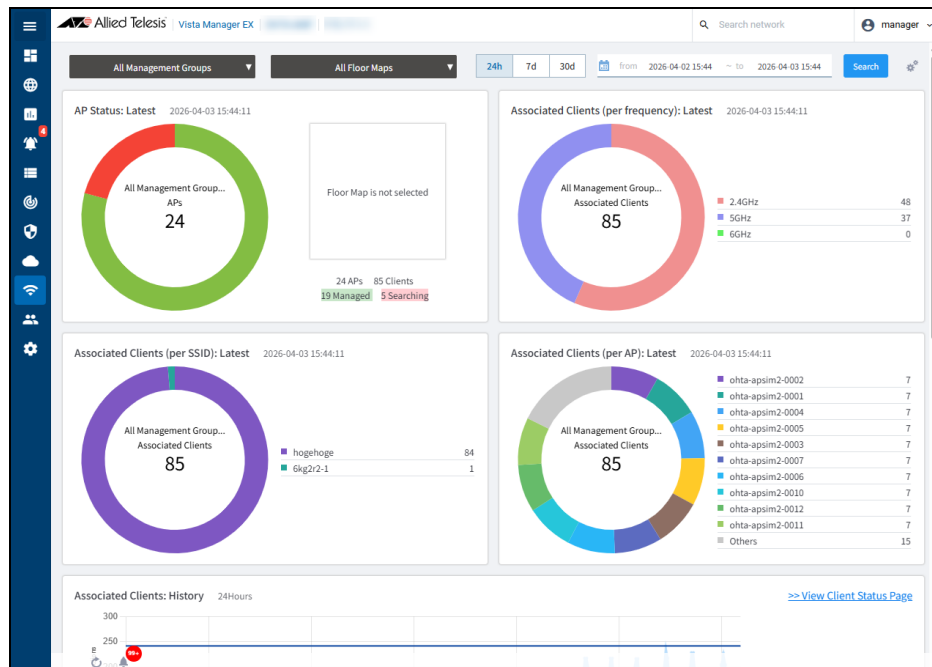 Allied Telesis
Vista Manager EX
Search network
manager
4
All Management Groups
All Floor Maps
24h 7d 30d
from 2026-04-02 15:44 ~ to 2026-04-03 15:44
Search
AP Status: Latest 2026-04-03 15:44:11
All Management Group...
APs
24
Floor Map is not selected
24 APs 85 Clients
19 Managed 5 Searching
Associated Clients (per frequency): Latest 2026-04-03 15:44:11
All Management Group...
Associated Clients
85
2.4GHz 48
5GHz 37
6GHz 0
Associated Clients (per SSID): Latest 2026-04-03 15:44:11
All Management Group...
Associated Clients
85
hogehoge 84
6kg2r2-1 1
Associated Clients (per AP): Latest 2026-04-03 15:44:11
All Management Group...
Associated Clients
85
ohta-apsim2-0002 7
ohta-apsim2-0001 7
ohta-apsim2-0004 7
ohta-apsim2-0005 7
ohta-apsim2-0003 7
ohta-apsim2-0007 7
ohta-apsim2-0006 7
ohta-apsim2-0010 7
ohta-apsim2-0012 7
ohta-apsim2-0011 7
Others 15
Associated Clients: History 24Hours
>> View Client Status Page
300
250
99+
200